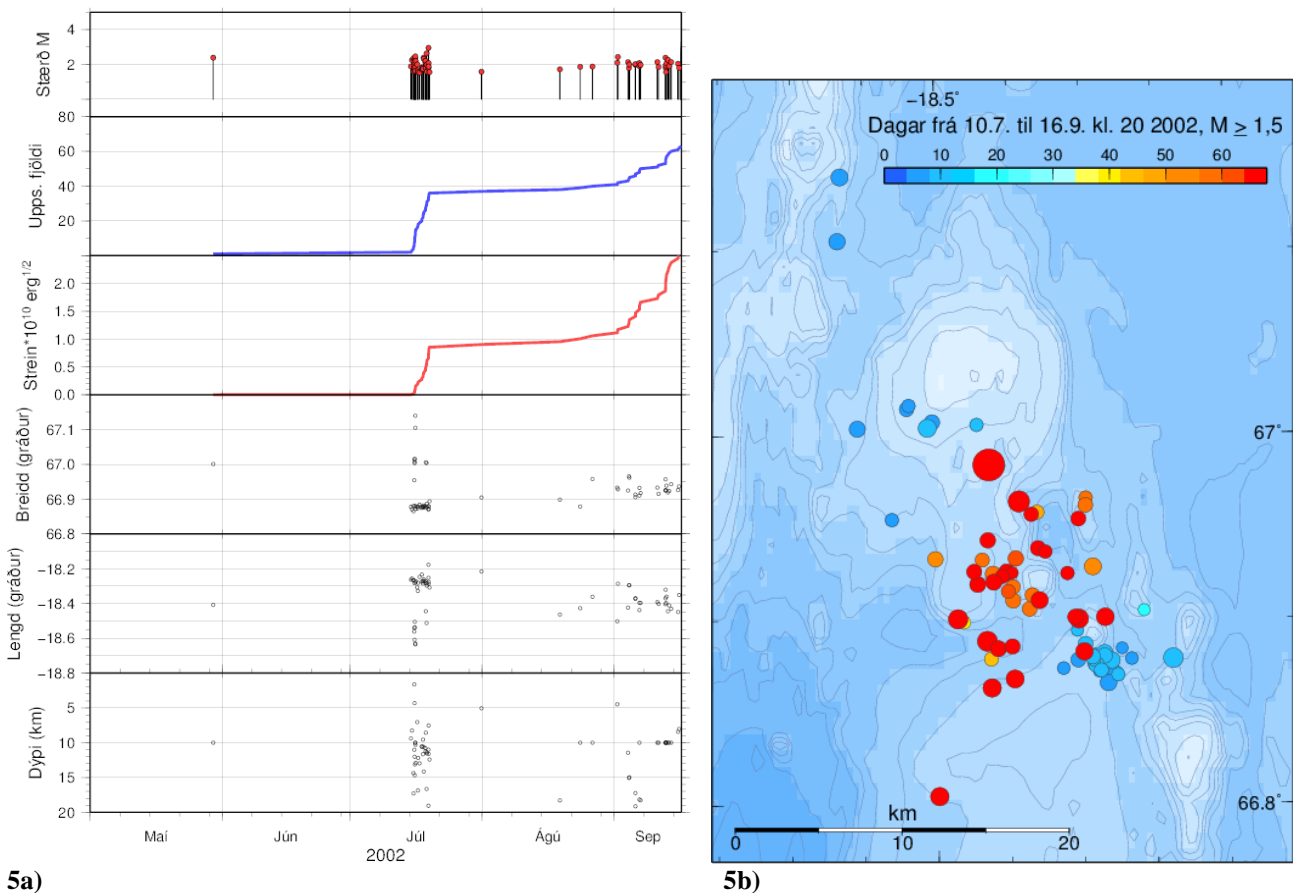 Stærð M
4
2
Upps. fjöldi
80
60
40
20
Strein*10¹⁰ erg¹/²
2.0
1.5
1.0
0.5
0.0
Breidd (gráður)
67.1
67.0
66.9
66.8
Lengd (gráður)
−18.2
−18.4
−18.6
−18.8
Dýpi (km)
5
10
15
20
Maí Jún Júl Ágú Sep
2002
5a)
−18.5°
Dagar frá 10.7. til 16.9. kl. 20 2002, M ≥ 1,5
0 10 20 30 40 50 60
67°
66.8°
km
0 10 20
5b)